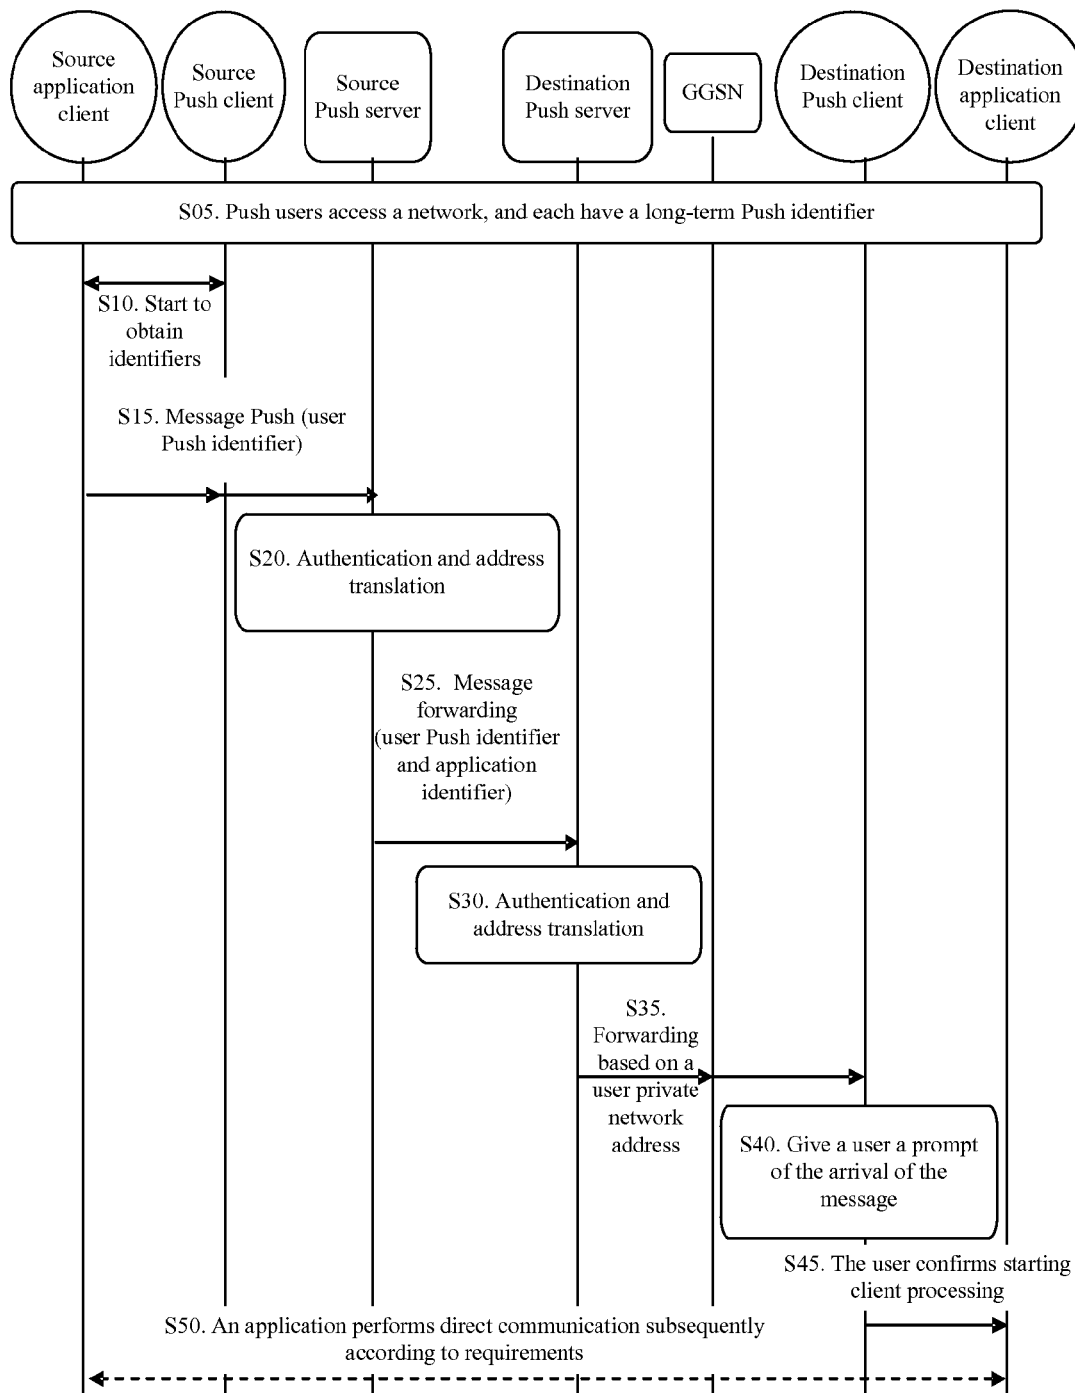 Source
application
client
Source
Push client
Source
Push server
Destination
Push server
GGSN
Destination
Push client
Destination
application
client
S05. Push users access a network, and each have a long-term Push identifier
S10. Start to
obtain
identifiers
S15. Message Push (user
Push identifier)
S20. Authentication and address
translation
S25. Message
forwarding
(user Push identifier
and application
identifier)
S30. Authentication and
address translation
S35.
Forwarding
based on a
user private
network
address
S40. Give a user a prompt
of the arrival of the
message
S45. The user confirms starting
client processing
S50. An application performs direct communication subsequently
according to requirements